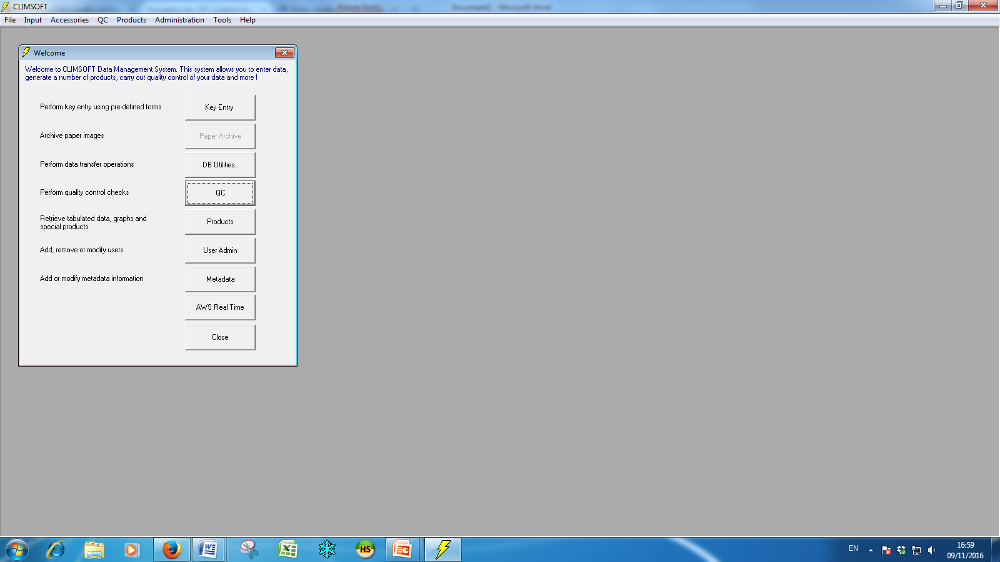 CLIMSOFT
File Input Accessories QC Products Administration Tools Help
Welcome
Welcome to CLIMSOFT Data Management System. This system allows you to enter data,
generate a number of products, carry out quality control of your data and more !
Perform key entry using pre-defined forms Key Entry
Archive paper images Paper Archive
Perform data transfer operations DB Utilities..
Perform quality control checks QC
Retrieve tabulated data, graphs and
special products
Products
Add, remove or modify users User Admin
Add or modify metadata information Metadata
AWS Real Time
Close
HS
EN
16:59
09/11/2016